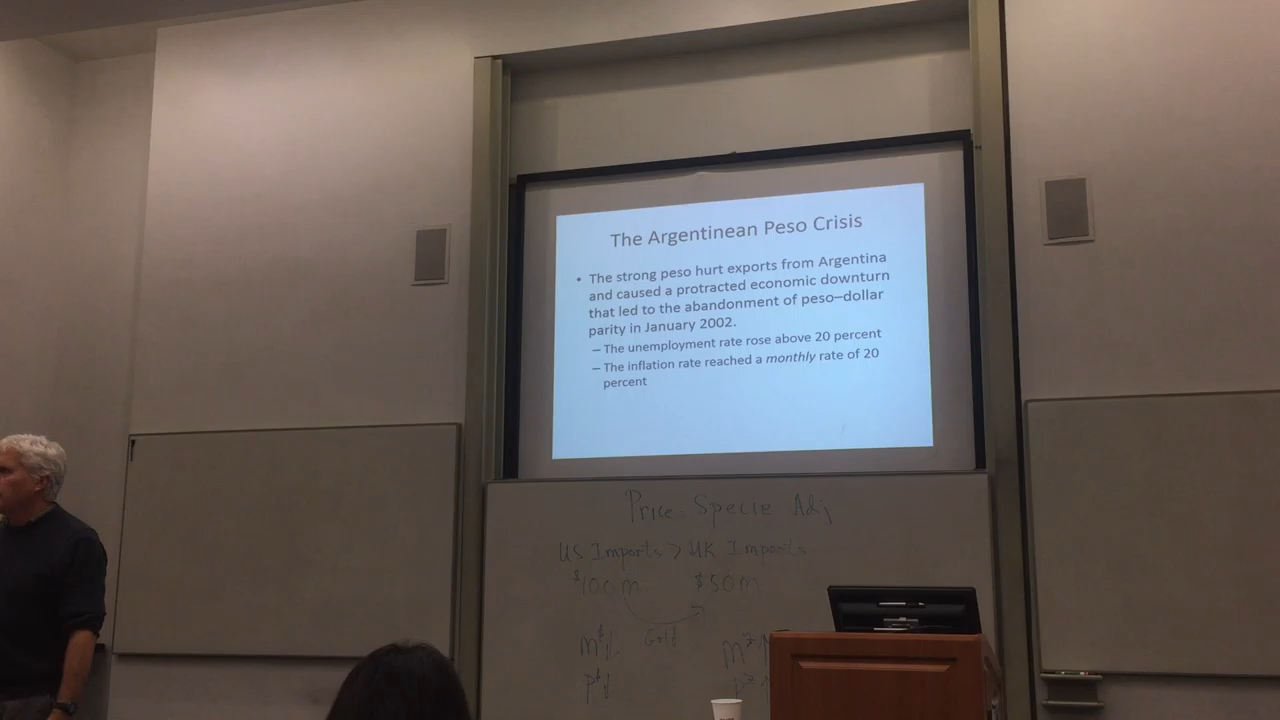 The Argentinean Peso Crisis
• The strong peso hurt exports from Argentina
and caused a protracted economic downturn
that led to the abandonment of peso–dollar
parity in January 2002.
– The unemployment rate rose above 20 percent
– The inflation rate reached a monthly rate of 20
percent
Price-Specie Adj
US Imports > UK Imports
$100m $50m
Gold